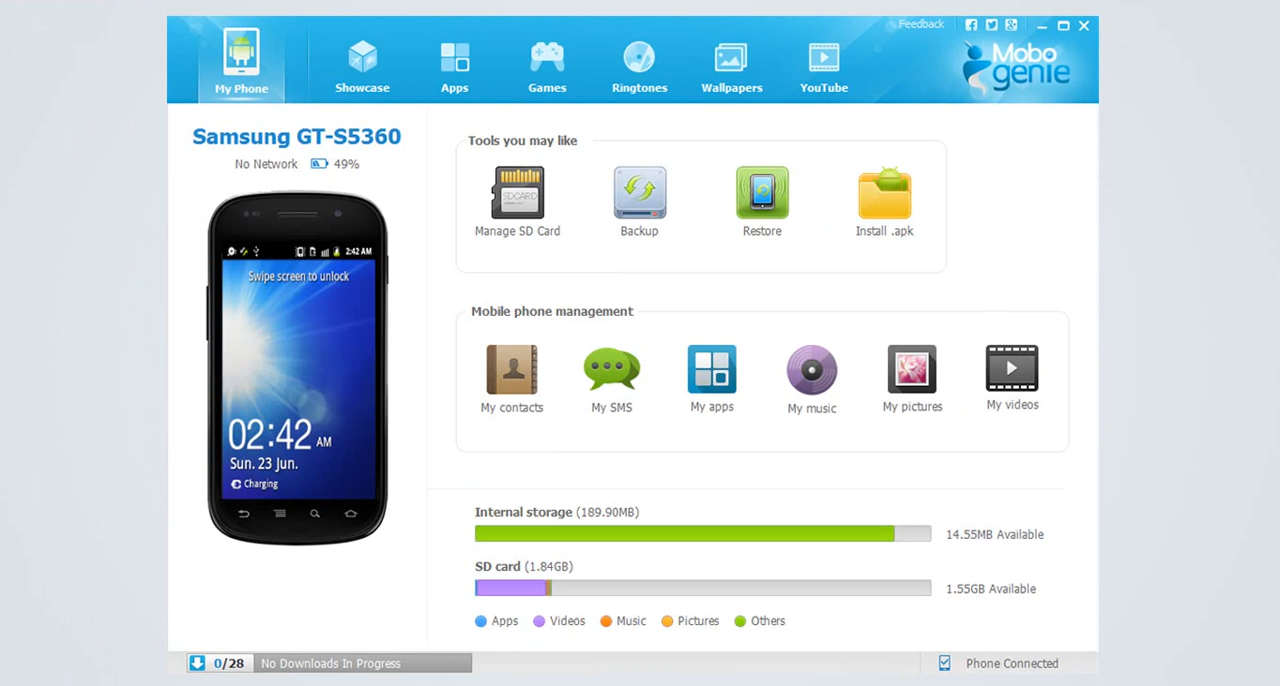 Feedback
Mobo
genie
My Phone
Showcase
Apps
Games
Ringtones
Wallpapers
YouTube
Samsung GT-S5360
No Network 49%
2:42 AM
Swipe screen to unlock
02:42 AM
Sun. 23 Jun.
Charging
Tools you may like
SDCARD
Manage SD Card
Backup
Restore
Install .apk
Mobile phone management
My contacts
My SMS
My apps
My music
My pictures
My videos
Internal storage (189.90MB)
14.55MB Available
SD card (1.84GB)
1.55GB Available
Apps Videos Music Pictures Others
0/28 No Downloads In Progress
Phone Connected